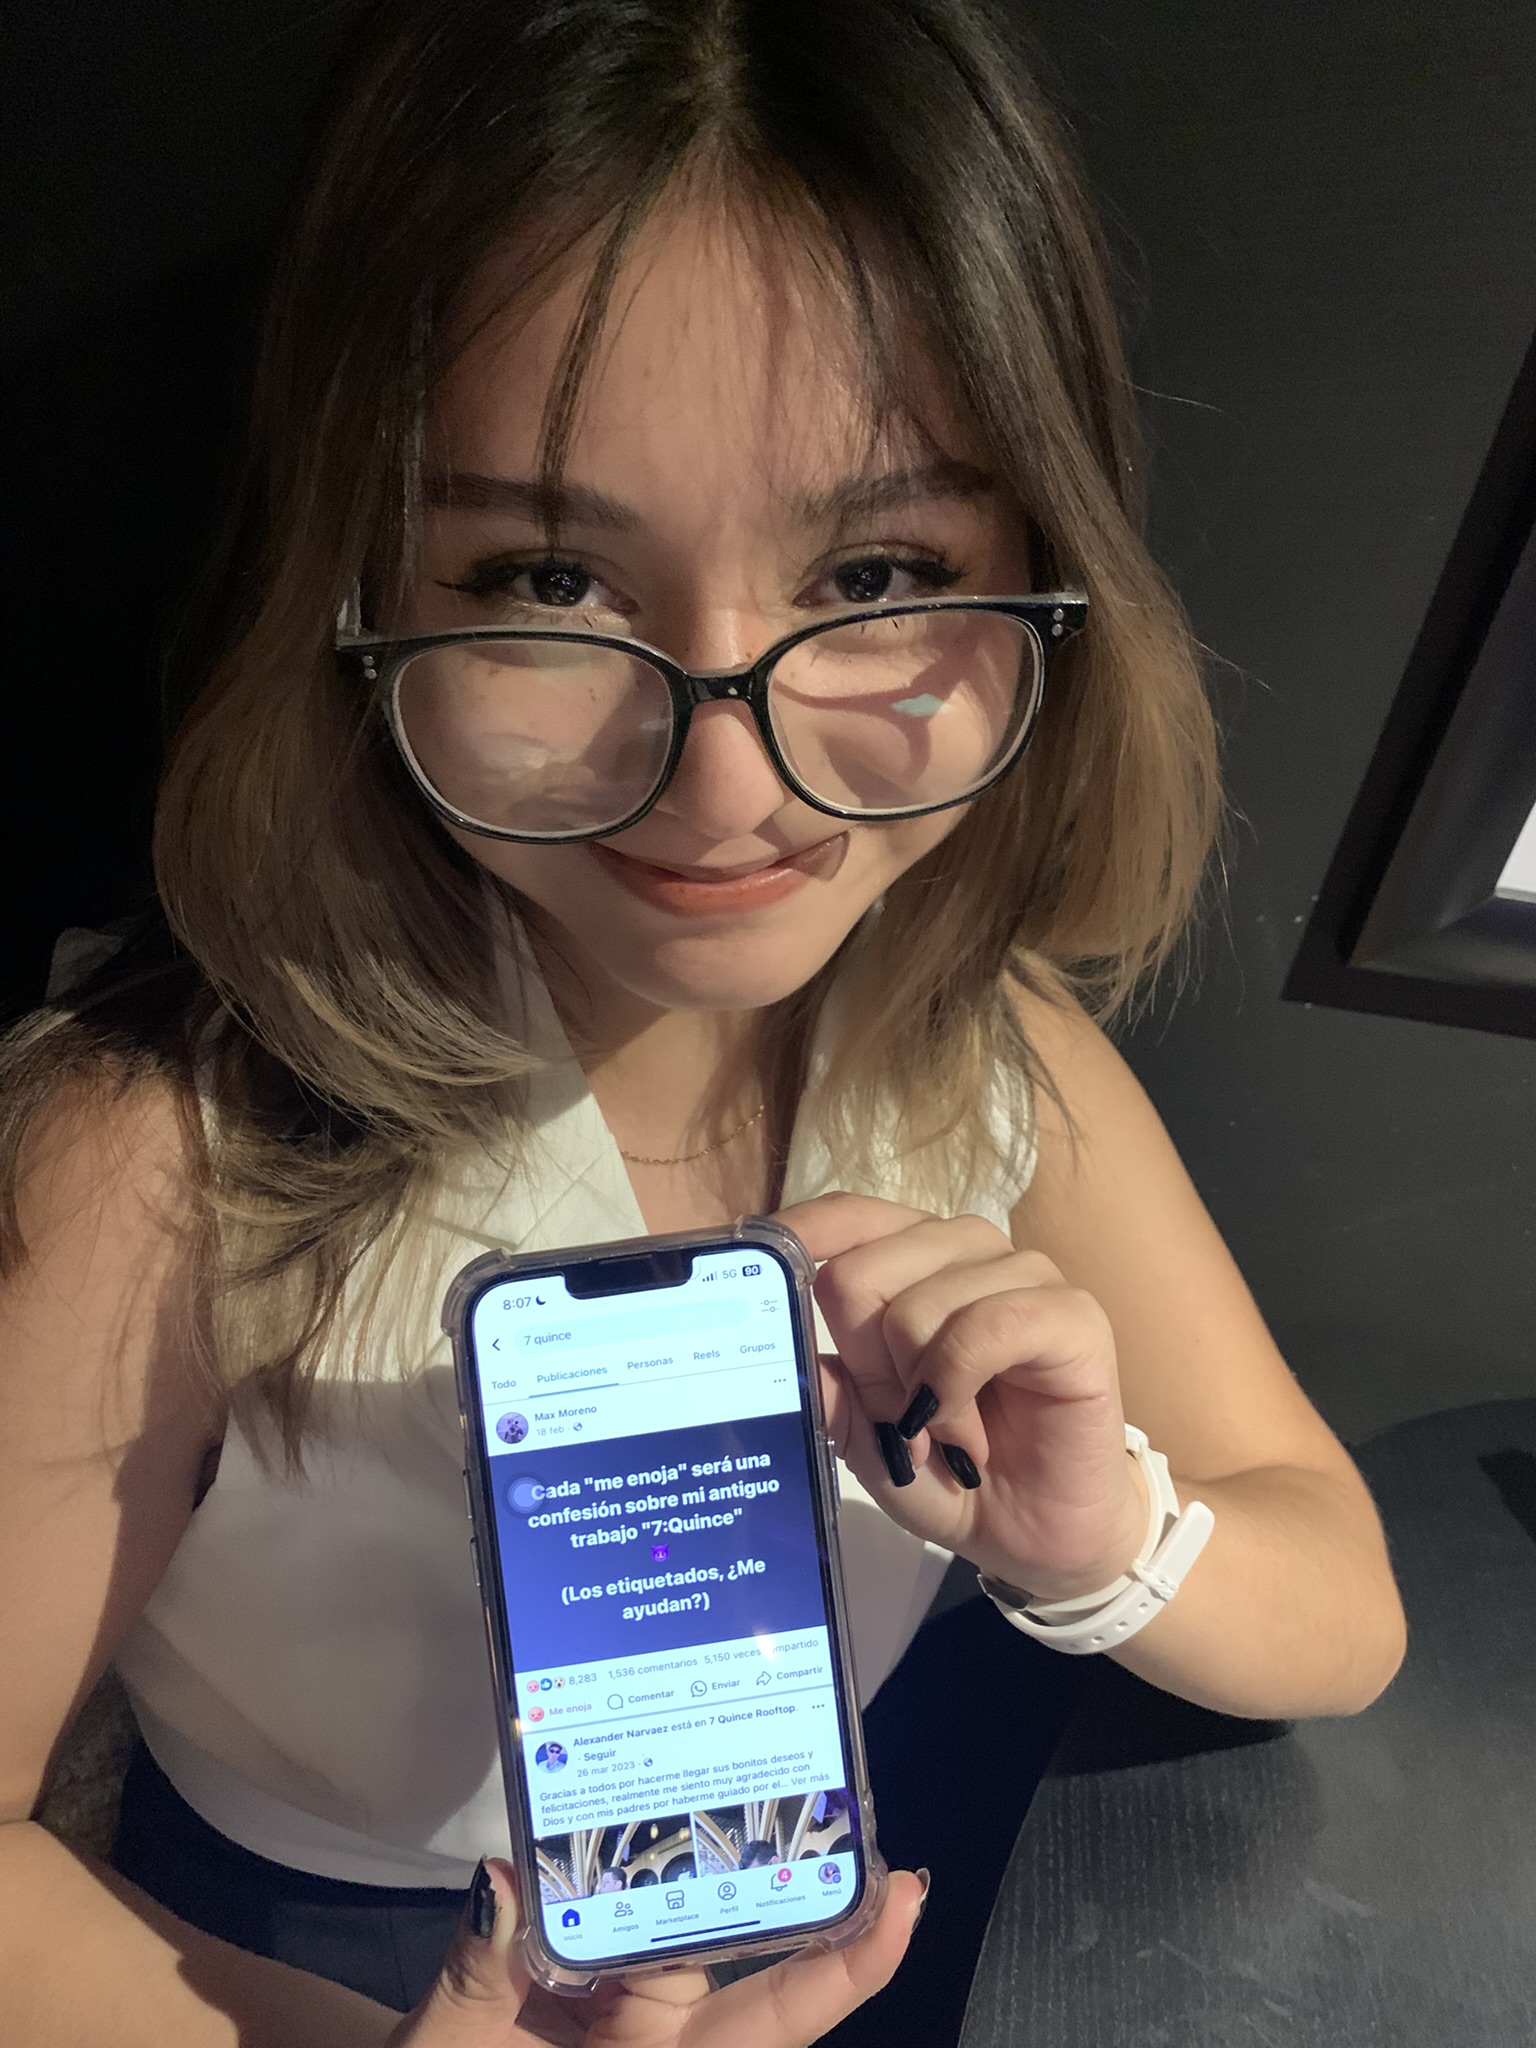 8:07
5G 90
7 quince
Todo Publicaciones Personas Reels Grupos
Max Moreno
18 feb ·
Cada "me enoja" será una
confesión sobre mi antiguo
trabajo "7:Quince"
😈
(Los etiquetados, ¿Me
ayudan?)
8,283 1,536 comentarios 5,150 veces compartido
Me enoja Comentar Enviar Compartir
Alexander Narvaez está en 7 Quince Rooftop.
· Seguir
26 mar 2023 ·
Gracias a todos por hacerme llegar sus bonitos deseos y
felicitaciones, realmente me siento muy agradecido con
Dios y con mis padres por haberme guiado por el... Ver más
4
Inicio Amigos Marketplace Perfil Notificaciones Menú